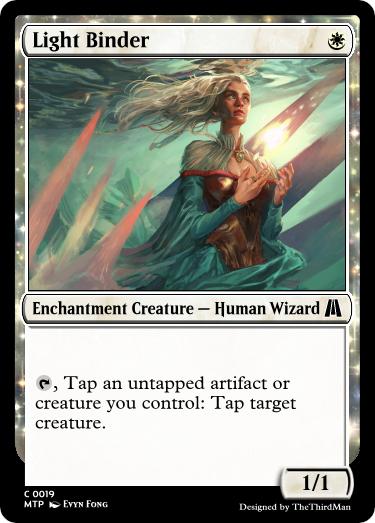 Light Binder
Enchantment Creature — Human Wizard
, Tap an untapped artifact or
creature you control: Tap target
creature.
1/1
C 0019
MTP Evyn Fong
Designed by TheThirdMan